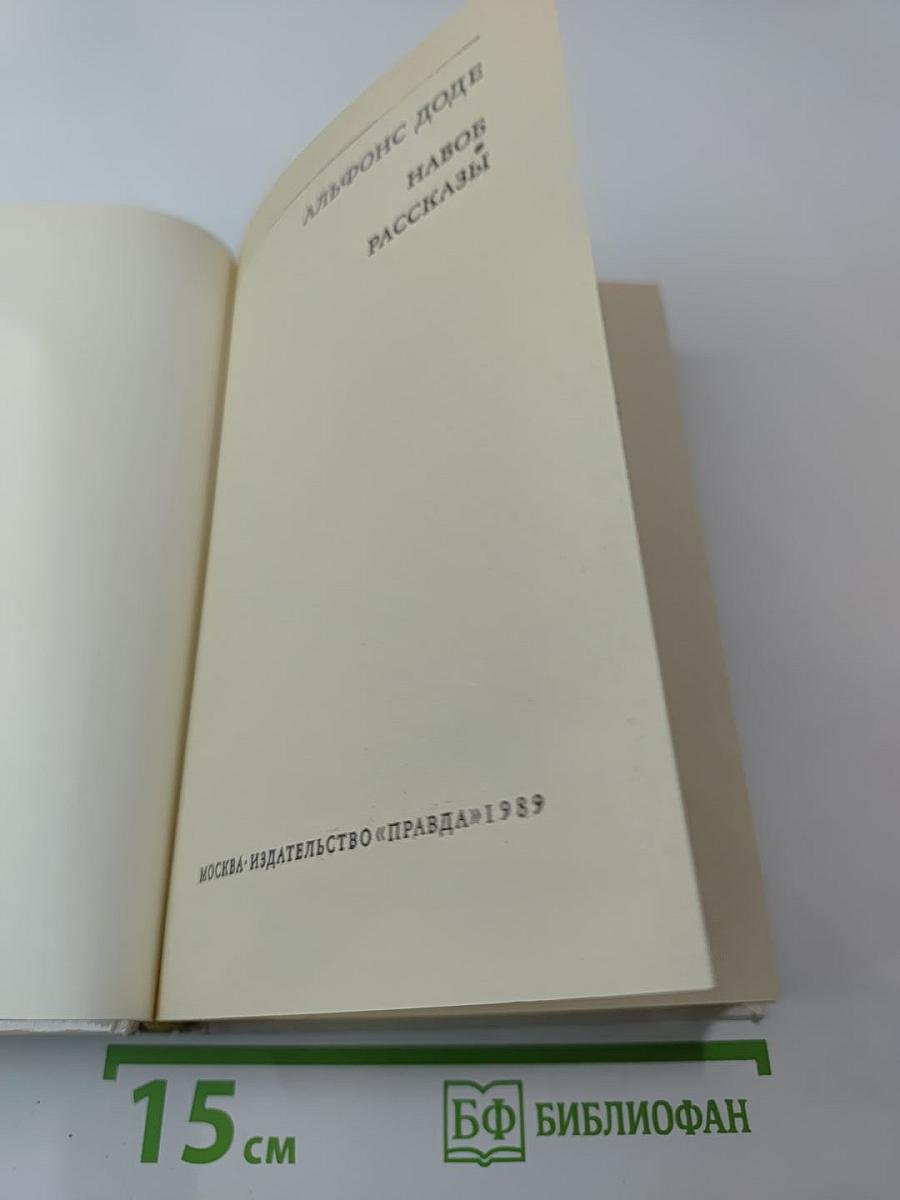 АЛЬФОНС ДОДЕ
НАБОБ
•
РАССКАЗЫ
МОСКВА·ИЗДАТЕЛЬСТВО «ПРАВДА» 1989
15 см
БФ БИБЛИОФАН